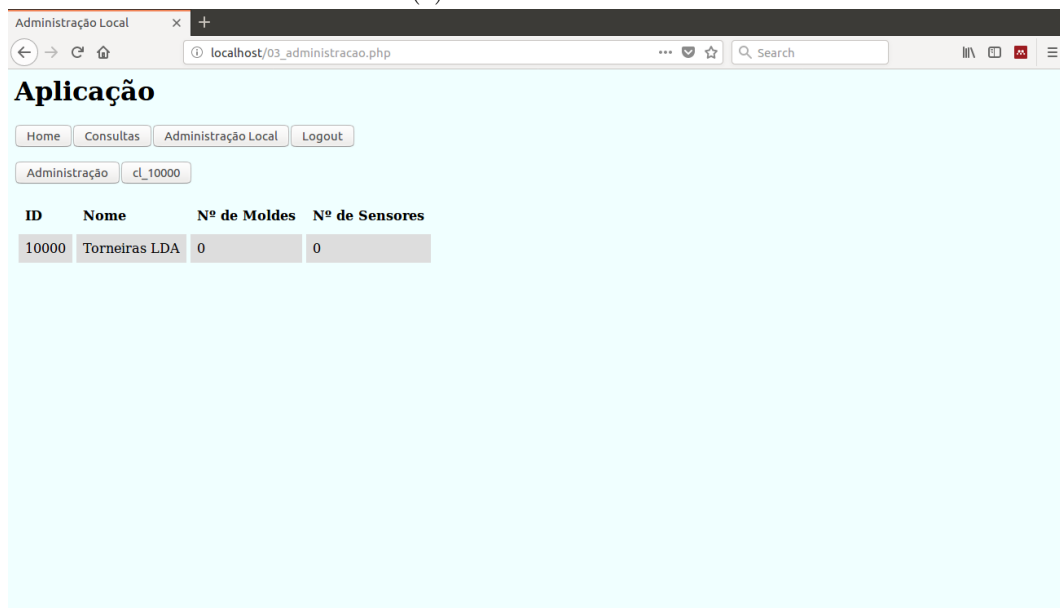 Administração Local
localhost/03_administracao.php
Search
Aplicação
Home Consultas Administração Local Logout
Administração cl_10000
ID Nome Nº de Moldes Nº de Sensores
10000 Torneiras LDA 0 0